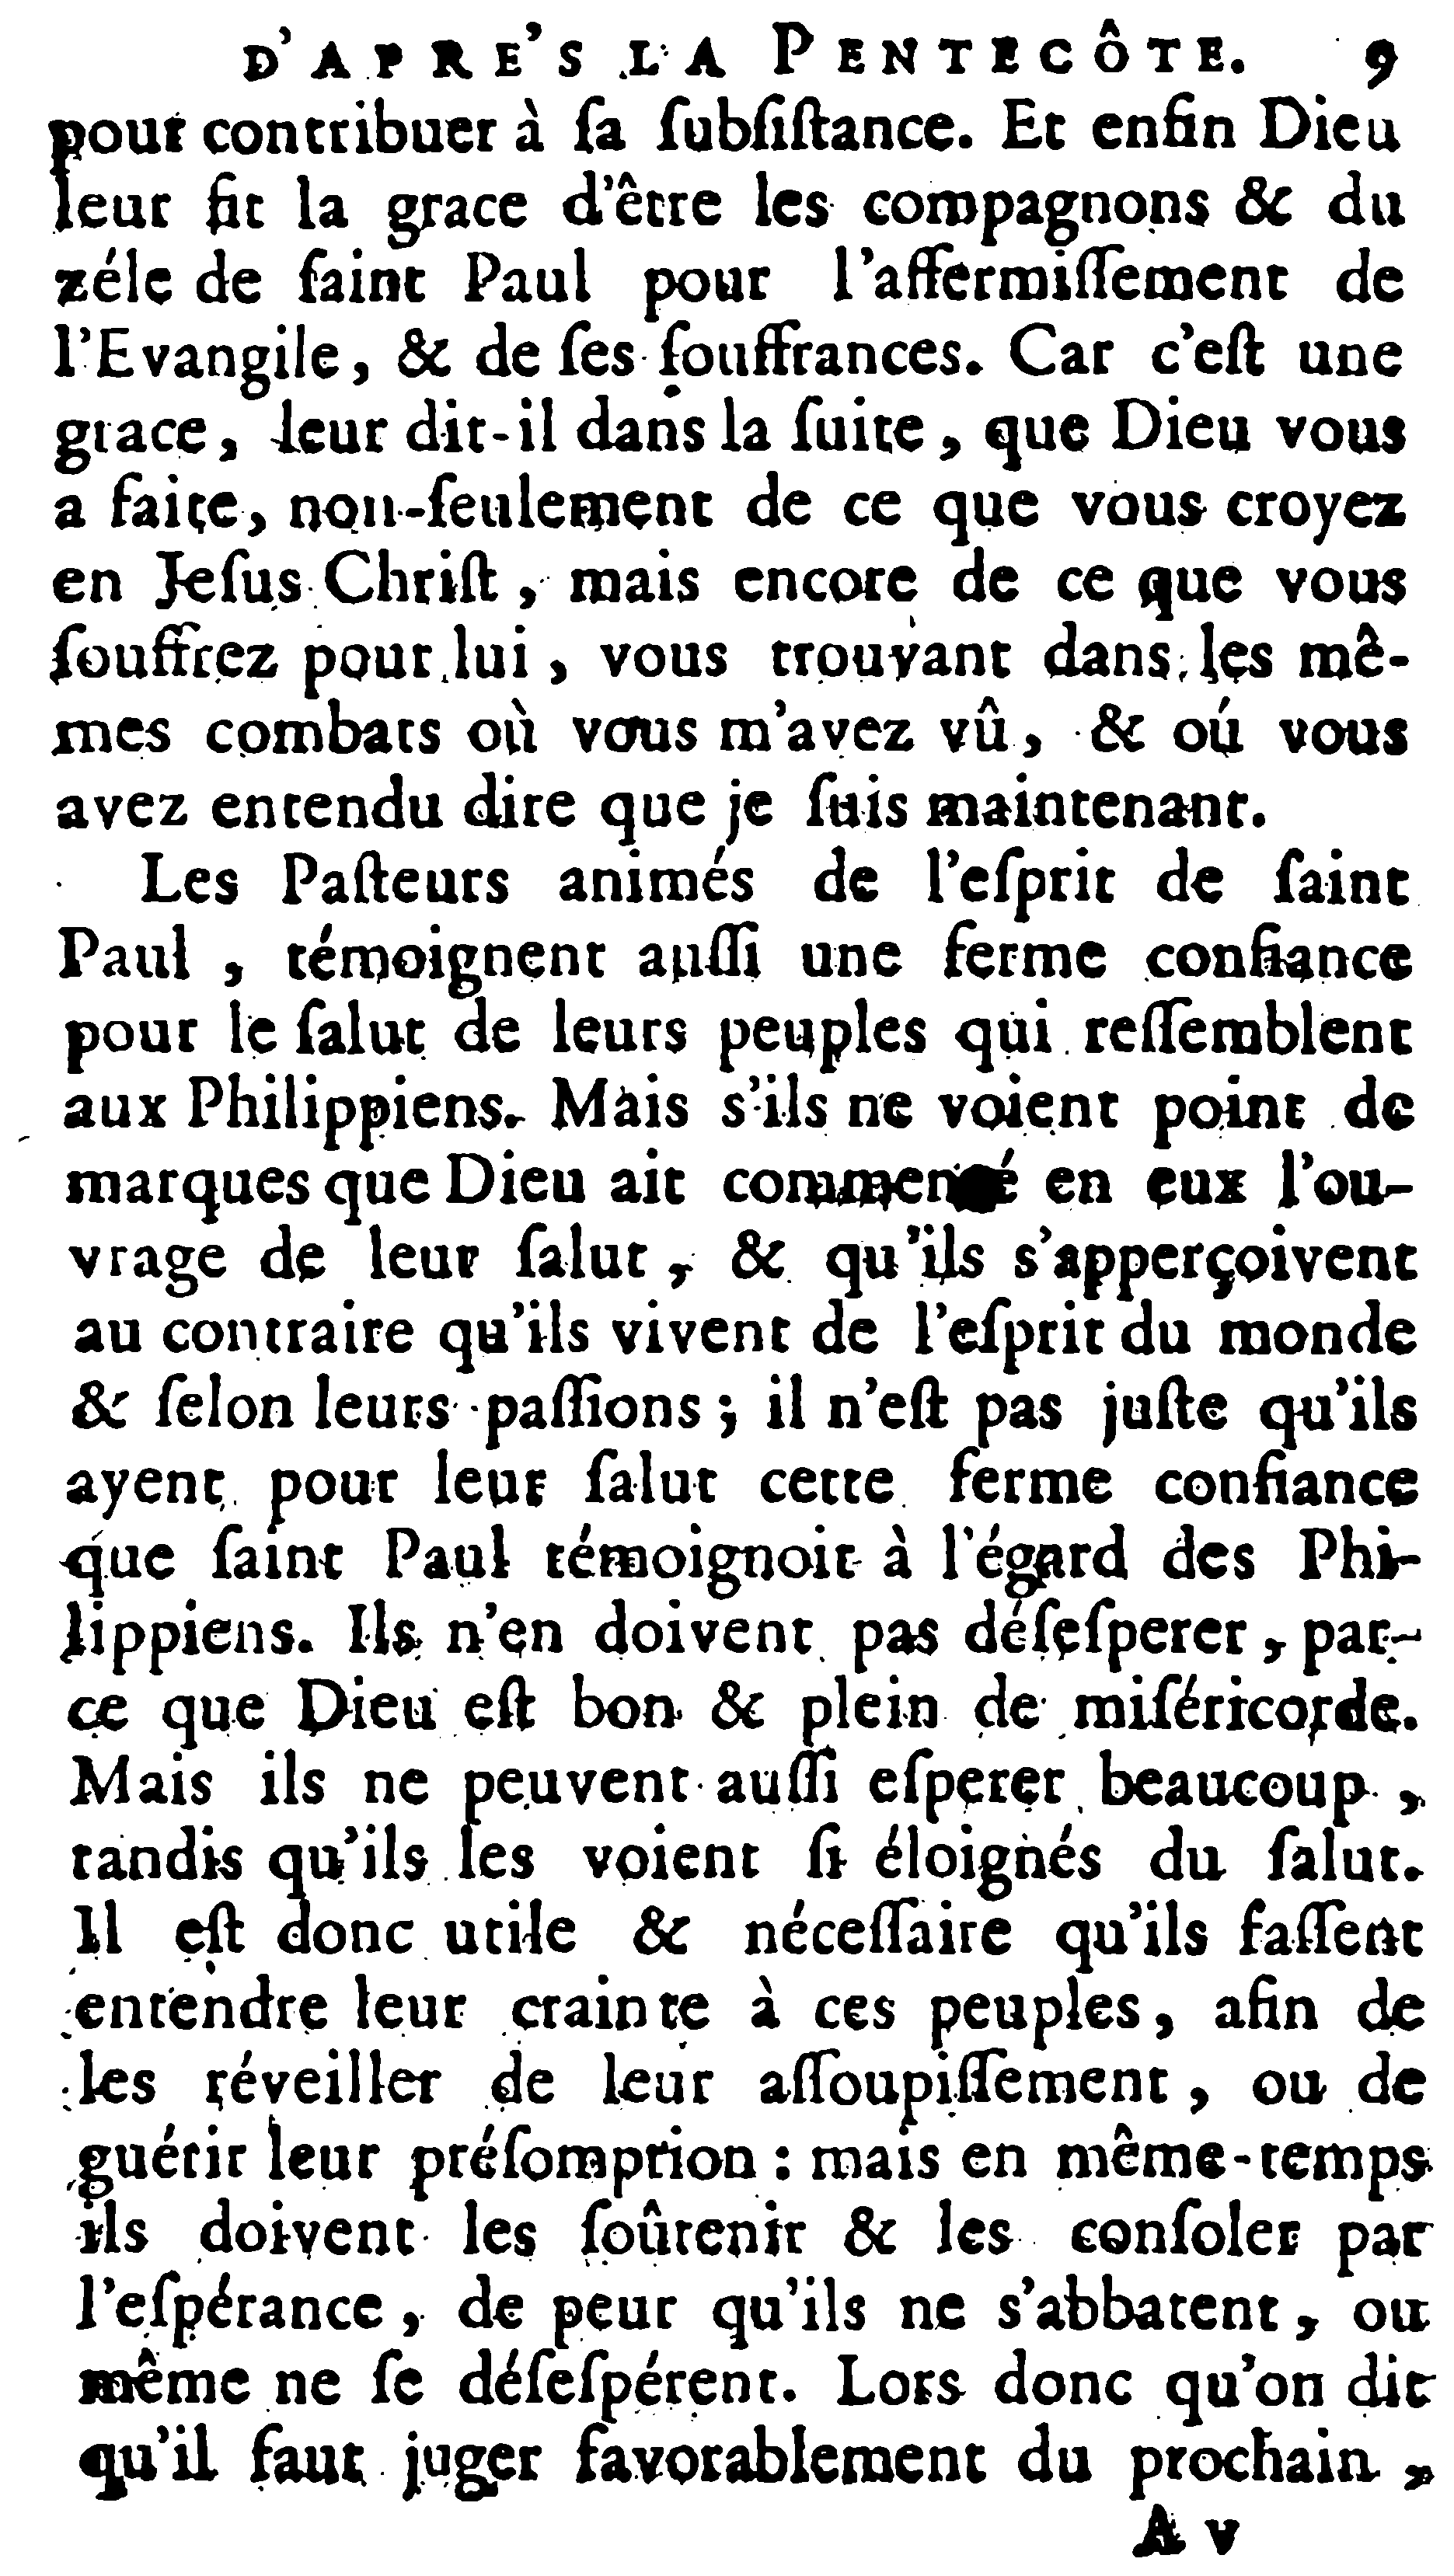 D'APRE'S LA PENTECÔTE. 9
pour contribuer à ſa ſubſiſtance. Et enfin Dieu
leur fit la grace d'être les compagnons & du
zéle de ſaint Paul pour l'affermiſſement de
l'Evangile, & de ſes ſouffrances. Car c'eſt une
grace, leur dit-il dans la ſuite, que Dieu vous
a faite, non-ſeulement de ce que vous croyez
en Jeſus Chriſt, mais encore de ce que vous
ſouffrez pour lui, vous trouvant dans les mê-
mes combats où vous m'avez vû, & oú vous
avez entendu dire que je ſuis maintenant.
Les Paſteurs animés de l'eſprit de ſaint
Paul, témoignent auſſi une ferme confiance
pour le ſalut de leurs peuples qui reſſemblent
aux Philippiens. Mais s'ils ne voient point de
marques que Dieu ait commencé en eux l'ou-
vrage de leur ſalut, & qu'ils s'apperçoivent
au contraire qu'ils vivent de l'eſprit du monde
& ſelon leurs paſſions; il n'eſt pas juſte qu'ils
ayent pour leur ſalut cette ferme confiance
que ſaint Paul témoignoit à l'égard des Phi-
lippiens. Ils n'en doivent pas déſeſperer, par-
ce que Dieu eſt bon & plein de miſéricorde.
Mais ils ne peuvent auſſi eſperer beaucoup,
tandis qu'ils les voient ſi éloignés du ſalut.
Il eſt donc utile & néceſſaire qu'ils faſſent
entendre leur crainte à ces peuples, afin de
les réveiller de leur aſſoupiſſement, ou de
guérir leur préſomption : mais en même-temps
ils doivent les ſoûtenir & les conſoler par
l'eſpérance, de peur qu'ils ne s'abbatent, ou
même ne ſe déſeſpérent. Lors donc qu'on dit
qu'il faut juger favorablement du prochain,
A v